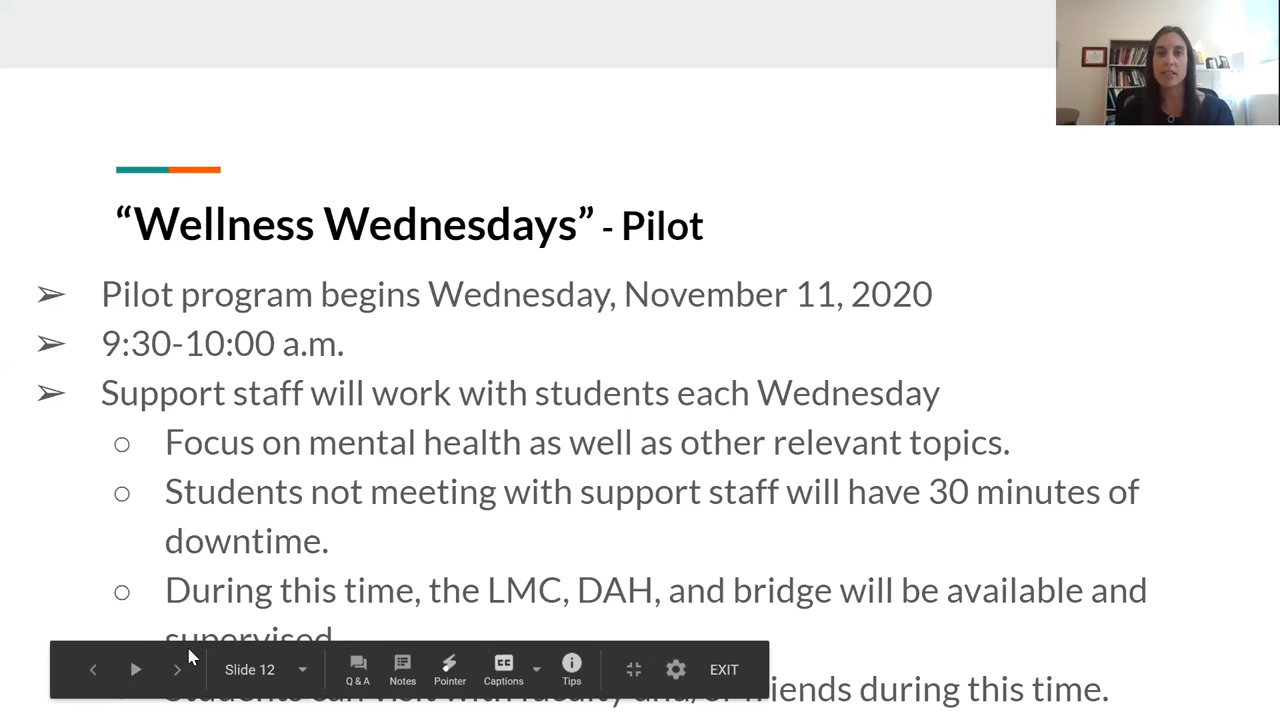 “Wellness Wednesdays” - Pilot
➢ Pilot program begins Wednesday, November 11, 2020
➢ 9:30-10:00 a.m.
➢ Support staff will work with students each Wednesday
○ Focus on mental health as well as other relevant topics.
○ Students not meeting with support staff will have 30 minutes of
downtime.
○ During this time, the LMC, DAH, and bridge will be available and
supervised
Students can visit with faculty and/or friends during this time.
Slide 12
Q & A
Notes
Pointer
CC
Captions
Tips
EXIT